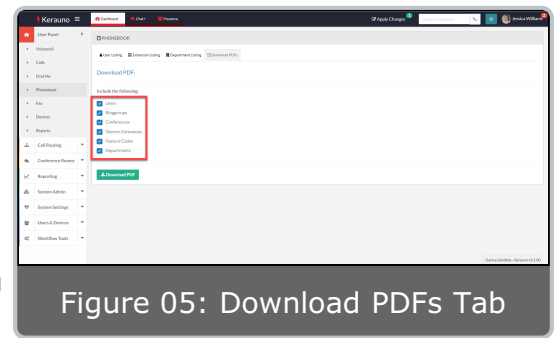 Kerauno
Dashboard Chat+ Presence Apply Changes 1 Jessica Williams 2
User Panel
PHONEBOOK
Voicemail
User Listing Extension Listing Department Listing Download PDFs
Calls
Find Me
Download PDF:
Phonebook
Include the following:
Fax
Users
Devices
Ringgroups
Reports
Conferences
Generic Extensions
Call Routing
Feature Codes
Conference Rooms
Departments
Reporting
Download PDF
System Admin
System Settings
Users & Devices
Workflow Tools
Figure 05: Download PDFs Tab